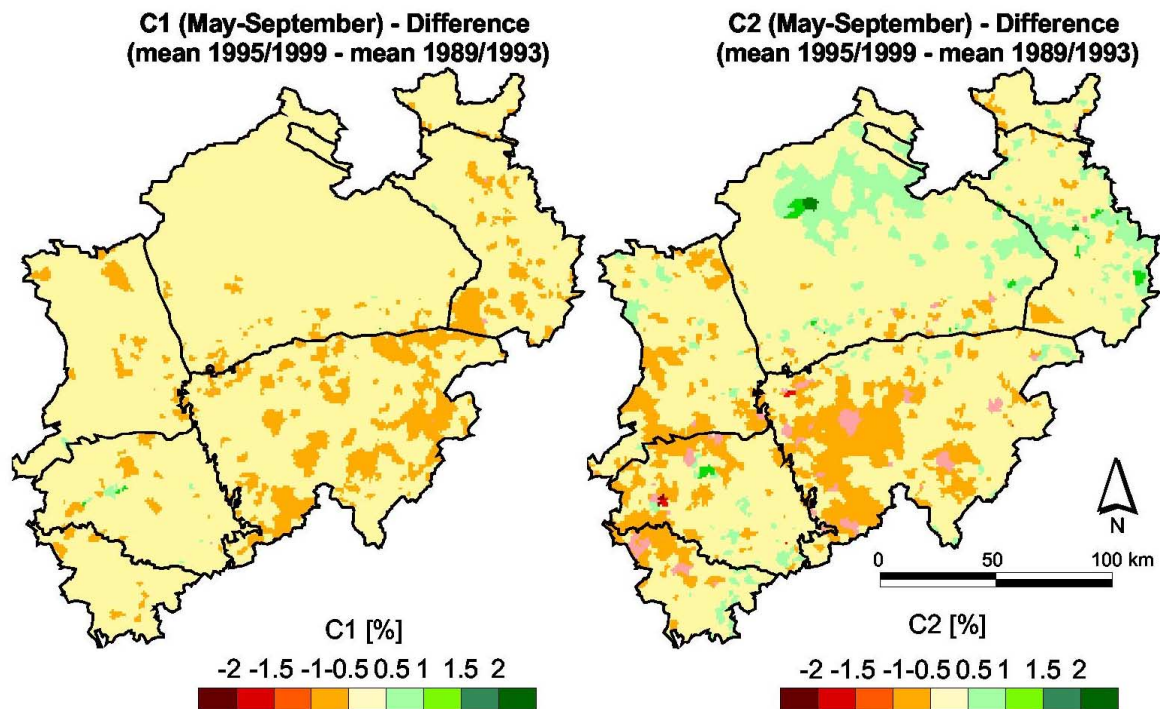 C1 (May-September) - Difference
(mean 1995/1999 - mean 1989/1993)
C2 (May-September) - Difference
(mean 1995/1999 - mean 1989/1993)
N
0 50 100 km
C1 [%]
-2 -1.5 -1-0.5 0.5 1 1.5 2
C2 [%]
-2 -1.5 -1-0.5 0.5 1 1.5 2